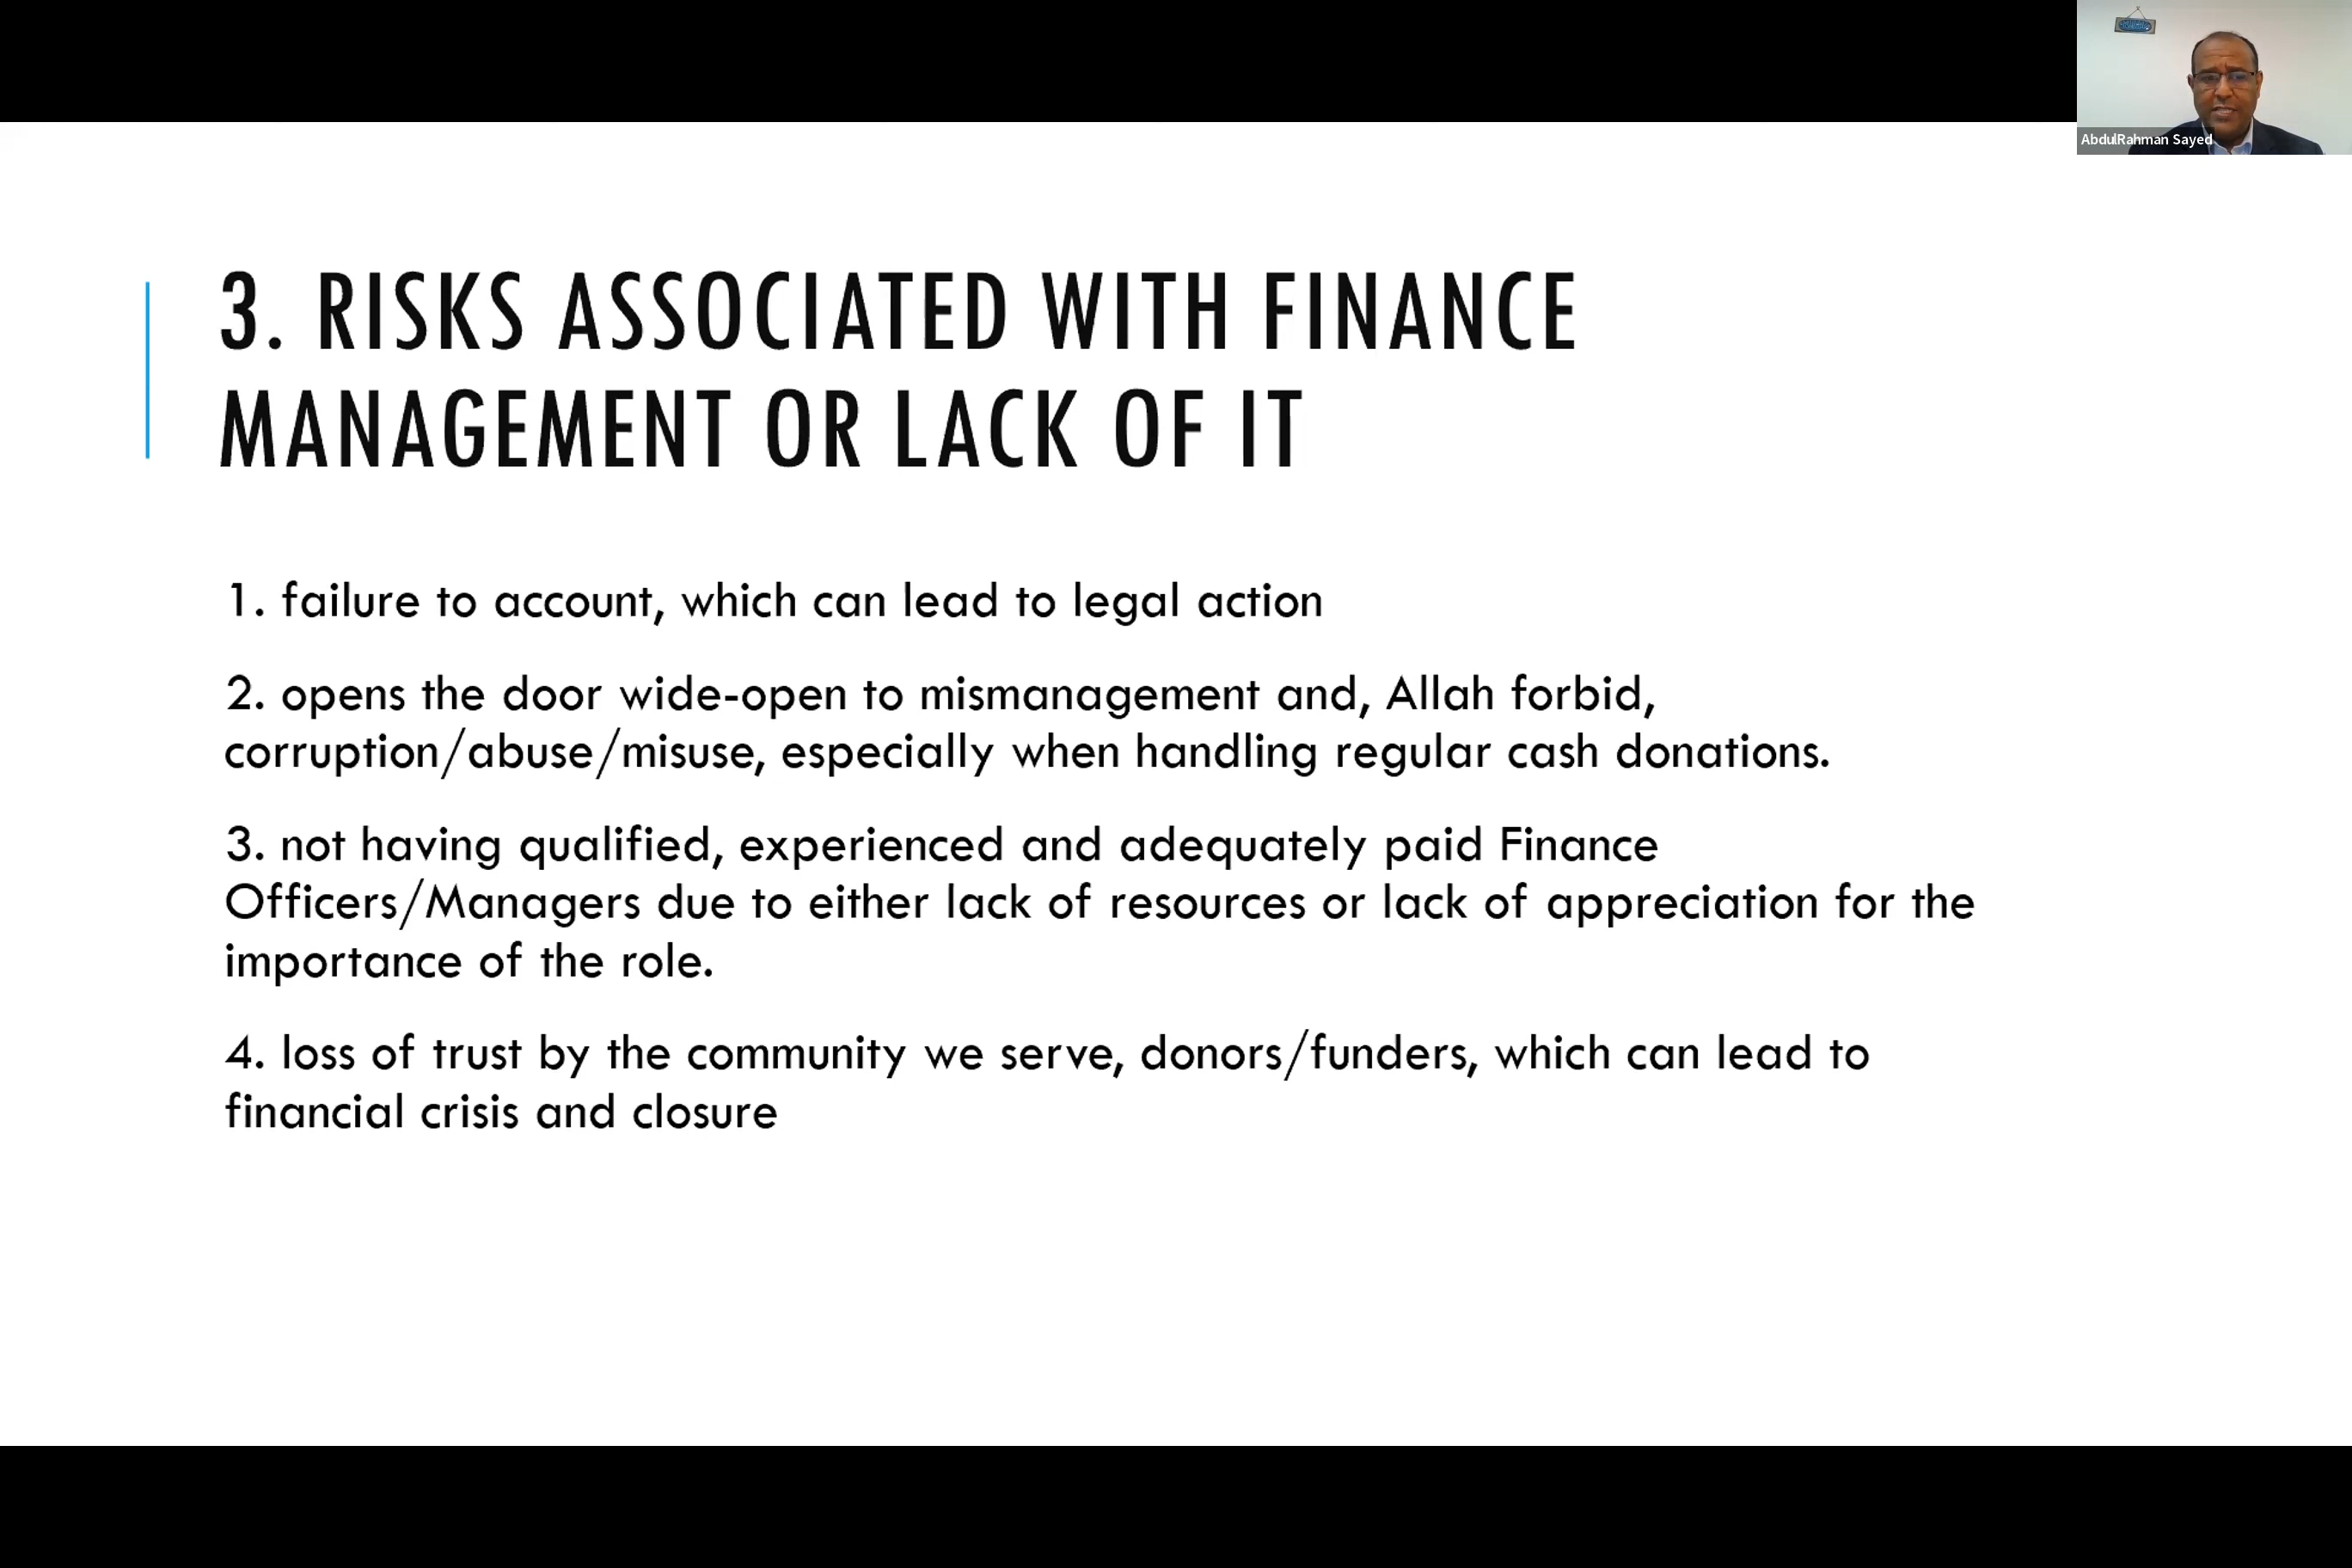 AbdulRahman Sayed
3. RISKS ASSOCIATED WITH FINANCE
MANAGEMENT OR LACK OF IT
1. failure to account, which can lead to legal action
2. opens the door wide-open to mismanagement and, Allah forbid,
corruption/abuse/misuse, especially when handling regular cash donations.
3. not having qualified, experienced and adequately paid Finance
Officers/Managers due to either lack of resources or lack of appreciation for the
importance of the role.
4. loss of trust by the community we serve, donors/funders, which can lead to
financial crisis and closure